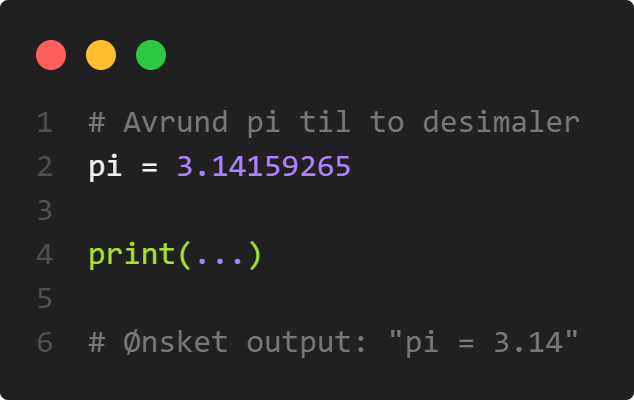 1 # Avrund pi til to desimaler
2 pi = 3.14159265
3
4 print(...)
5
6 # Ønsket output: "pi = 3.14"